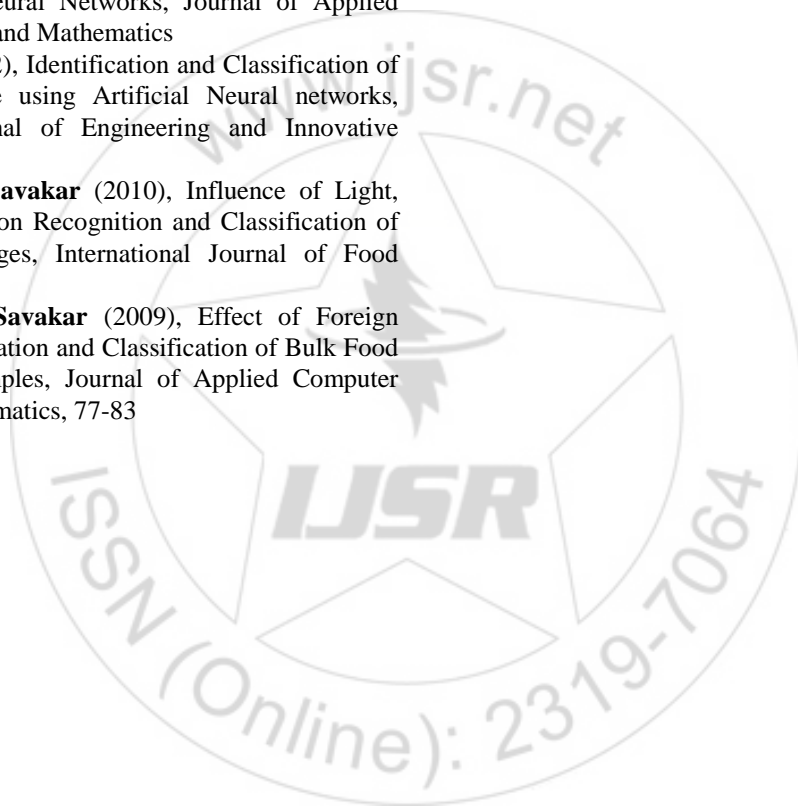 eural Networks, Journal of Applied
and Mathematics
), Identification and Classification of
e using Artificial Neural networks,
nal of Engineering and Innovative
avakar (2010), Influence of Light,
on Recognition and Classification of
ges, International Journal of Food
Savakar (2009), Effect of Foreign
ation and Classification of Bulk Food
ples, Journal of Applied Computer
matics, 77-83
www.ijsr.net
IJSR
ISSN (Online): 2319-7064